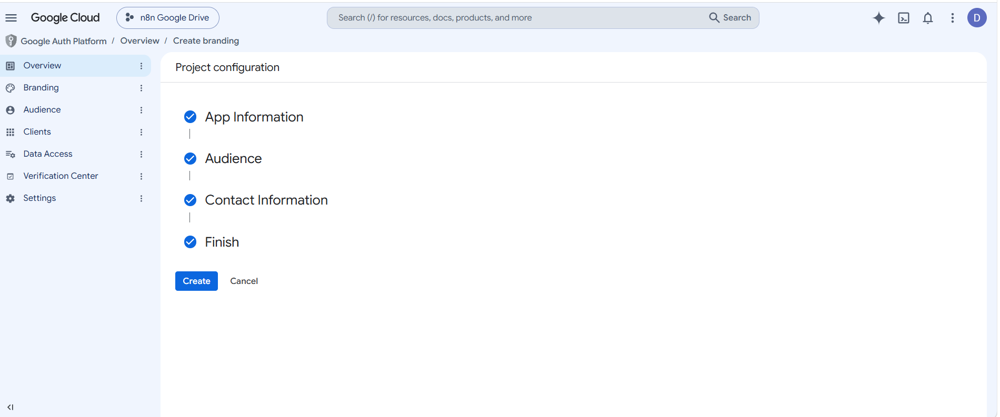 Google Cloud
n8n Google Drive
Search (/) for resources, docs, products, and more
Search
D
Google Auth Platform / Overview / Create branding
Overview
Branding
Audience
Clients
Data Access
Verification Center
Settings
Project configuration
App Information
Audience
Contact Information
Finish
Create
Cancel